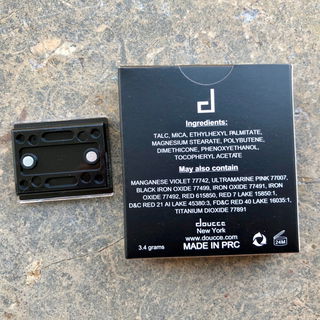 d
Ingredients:
TALC, MICA, ETHYLHEXYL PALMITATE,
MAGNESIUM STEARATE, POLYBUTENE,
DIMETHICONE, PHENOXYETHANOL,
TOCOPHERYL ACETATE
May also contain
MANGANESE VIOLET 77742, ULTRAMARINE PINK 77007,
BLACK IRON OXIDE 77499, IRON OXIDE 77491, IRON
OXIDE 77492, RED 615850, RED 7 LAKE 15850:1,
D&C RED 21 AI LAKE 45380:3, FD&C RED 40 LAKE 16035:1,
TITANIUM DIOXIDE 77891
doucce
New York
www.doucce.com
3.4 grams
MADE IN PRC
24M